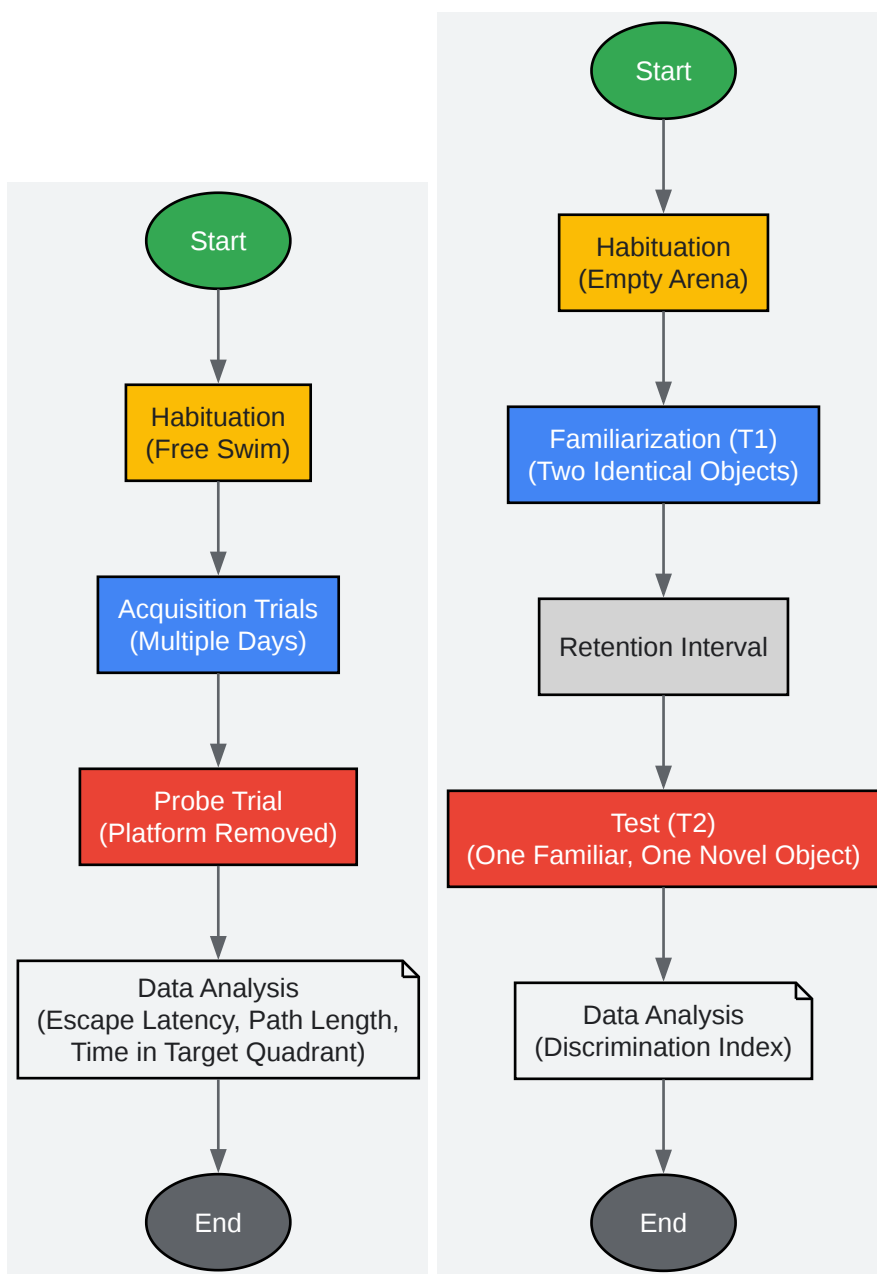 Start
Habituation
(Free Swim)
Acquisition Trials
(Multiple Days)
Probe Trial
(Platform Removed)
Data Analysis
(Escape Latency, Path Length,
Time in Target Quadrant)
End
Start
Habituation
(Empty Arena)
Familiarization (T1)
(Two Identical Objects)
Retention Interval
Test (T2)
(One Familiar, One Novel Object)
Data Analysis
(Discrimination Index)
End